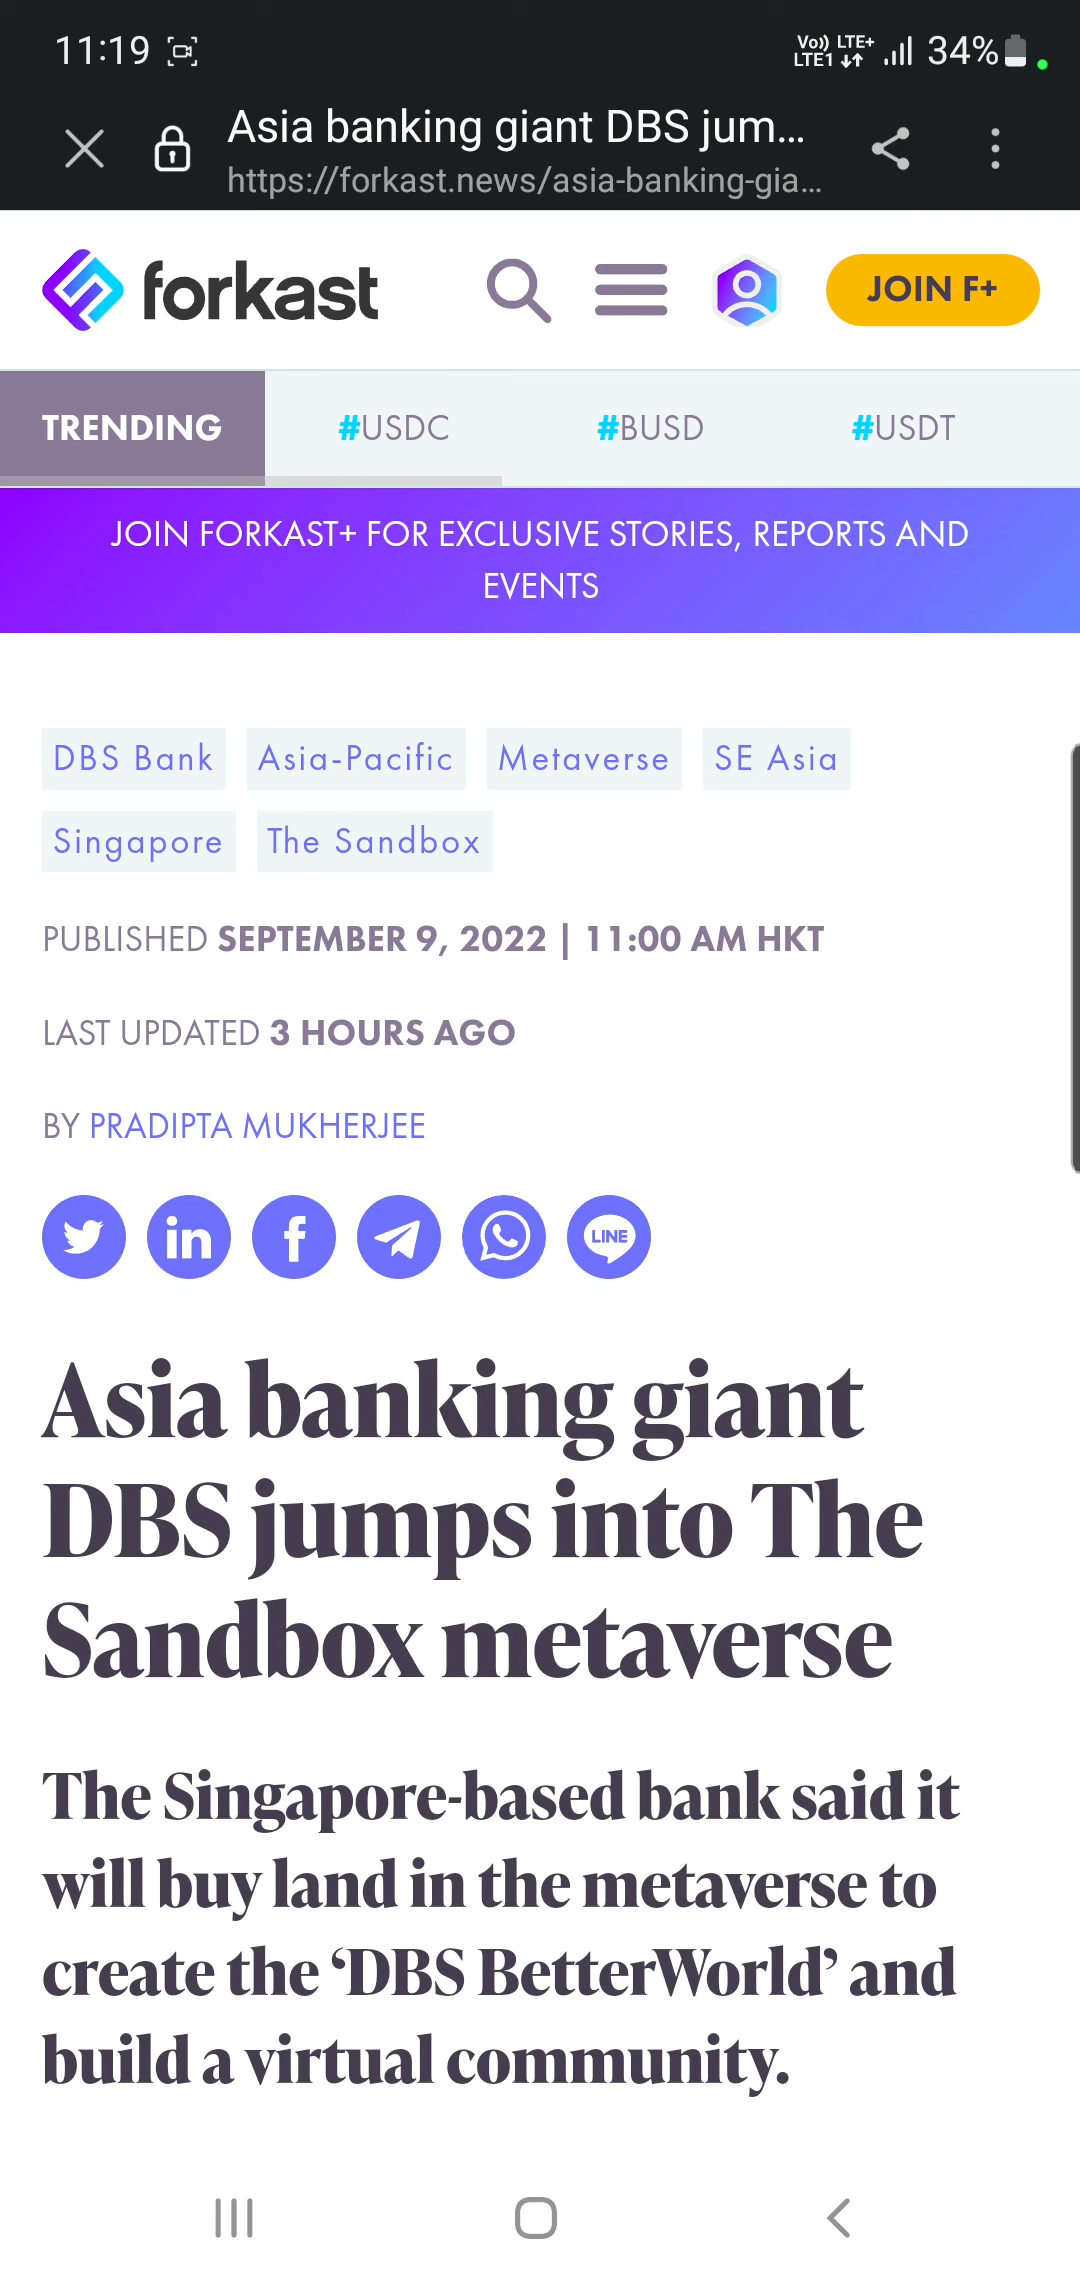 11:19
Vo)) LTE+
LTE1
34%
Asia banking giant DBS jum...
https://forkast.news/asia-banking-gia...
forkast
JOIN F+
TRENDING #USDC #BUSD #USDT
JOIN FORKAST+ FOR EXCLUSIVE STORIES, REPORTS AND
EVENTS
DBS Bank Asia-Pacific Metaverse SE Asia
Singapore The Sandbox
PUBLISHED SEPTEMBER 9, 2022 | 11:00 AM HKT
LAST UPDATED 3 HOURS AGO
BY PRADIPTA MUKHERJEE
in f LINE
Asia banking giant
DBS jumps into The
Sandbox metaverse
The Singapore-based bank said it
will buy land in the metaverse to
create the ‘DBS BetterWorld’ and
build a virtual community.